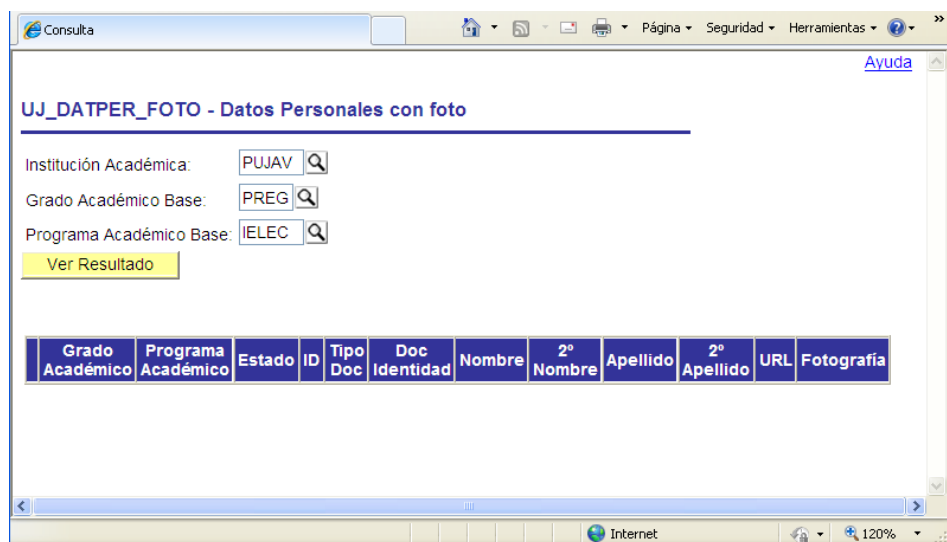 Consulta
Página Seguridad Herramientas »
Ayuda
UJ_DATPER_FOTO - Datos Personales con foto
Institución Académica: PUJAV
Grado Académico Base: PREG
Programa Académico Base: IELEC
Ver Resultado
Grado Académico Programa Académico Estado ID Tipo Doc Doc Identidad Nombre 2º Nombre Apellido 2º Apellido URL Fotografía
Internet 120%